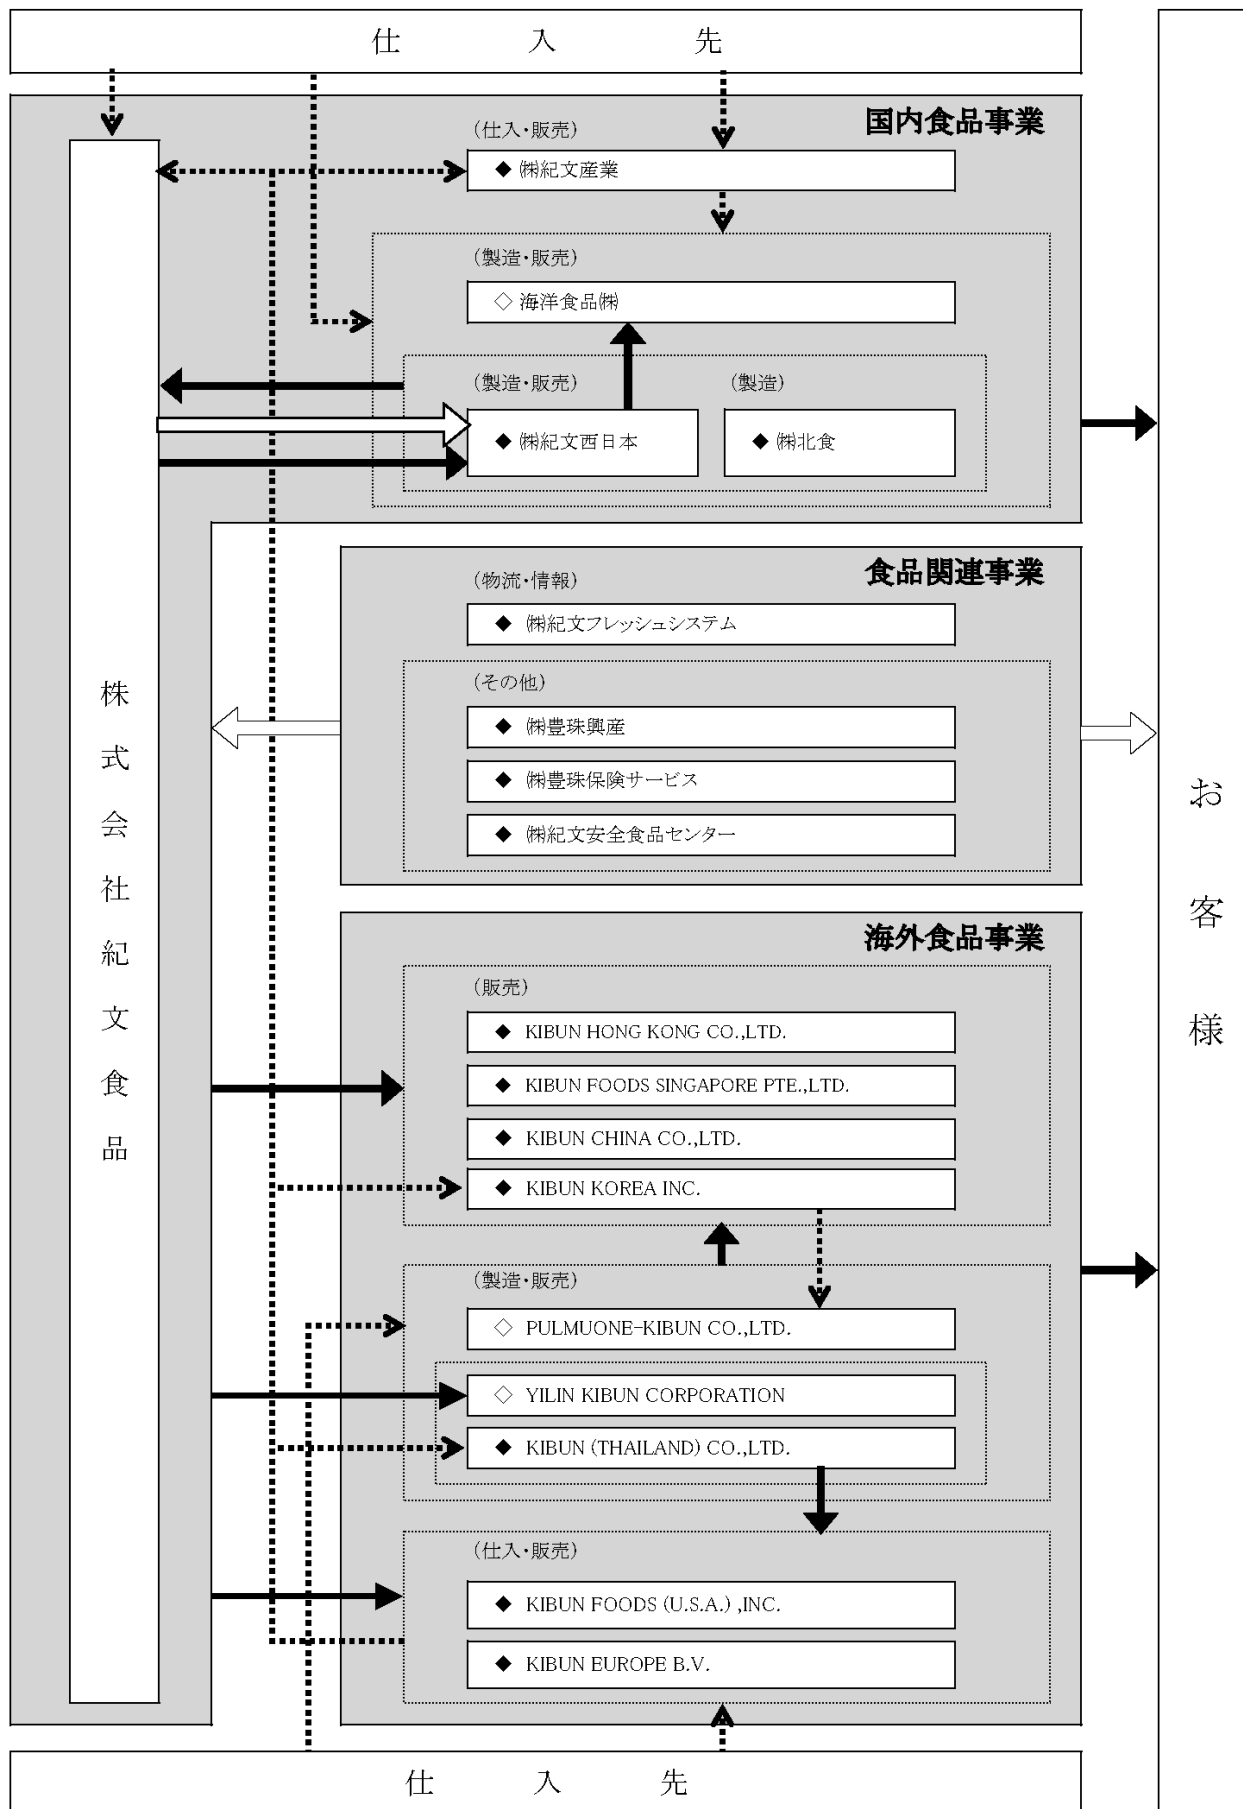 仕入先
国内食品事業
(仕入・販売)
◆ ㈱紀文産業
(製造・販売)
◇ 海洋食品㈱
(製造・販売)
(製造)
◆ ㈱紀文西日本
◆ ㈱北食
株式会社紀文食品
食品関連事業
(物流・情報)
◆ ㈱紀文フレッシュシステム
(その他)
◆ ㈱豊珠興産
◆ ㈱豊珠保険サービス
◆ ㈱紀文安全食品センター
お客様
海外食品事業
(販売)
◆ KIBUN HONG KONG CO.,LTD.
◆ KIBUN FOODS SINGAPORE PTE.,LTD.
◆ KIBUN CHINA CO.,LTD.
◆ KIBUN KOREA INC.
(製造・販売)
◇ PULMUONE-KIBUN CO.,LTD.
◇ YILIN KIBUN CORPORATION
◆ KIBUN (THAILAND) CO.,LTD.
(仕入・販売)
◆ KIBUN FOODS (U.S.A.) ,INC.
◆ KIBUN EUROPE B.V.
仕入先